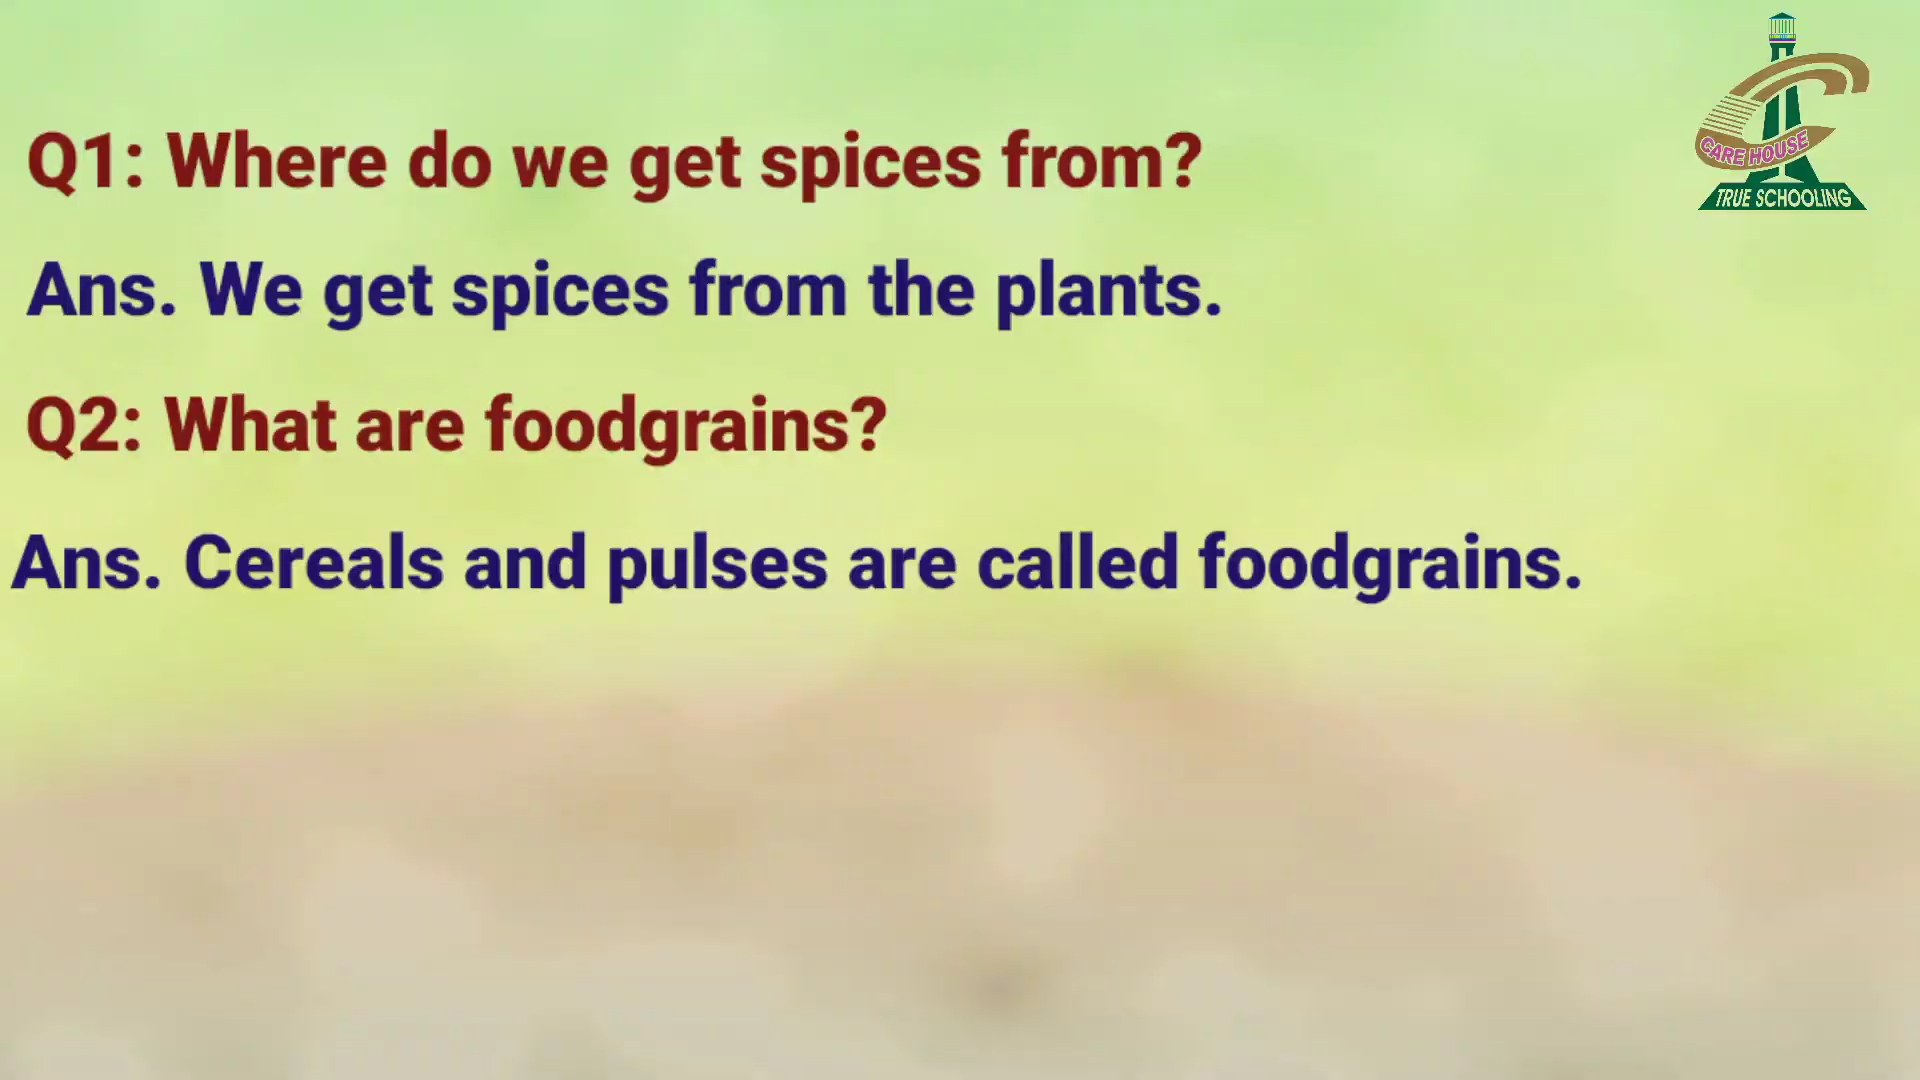 Q1: Where do we get spices from?
Ans. We get spices from the plants.
Q2: What are foodgrains?
Ans. Cereals and pulses are called foodgrains.
CARE HOUSE
TRUE SCHOOLING